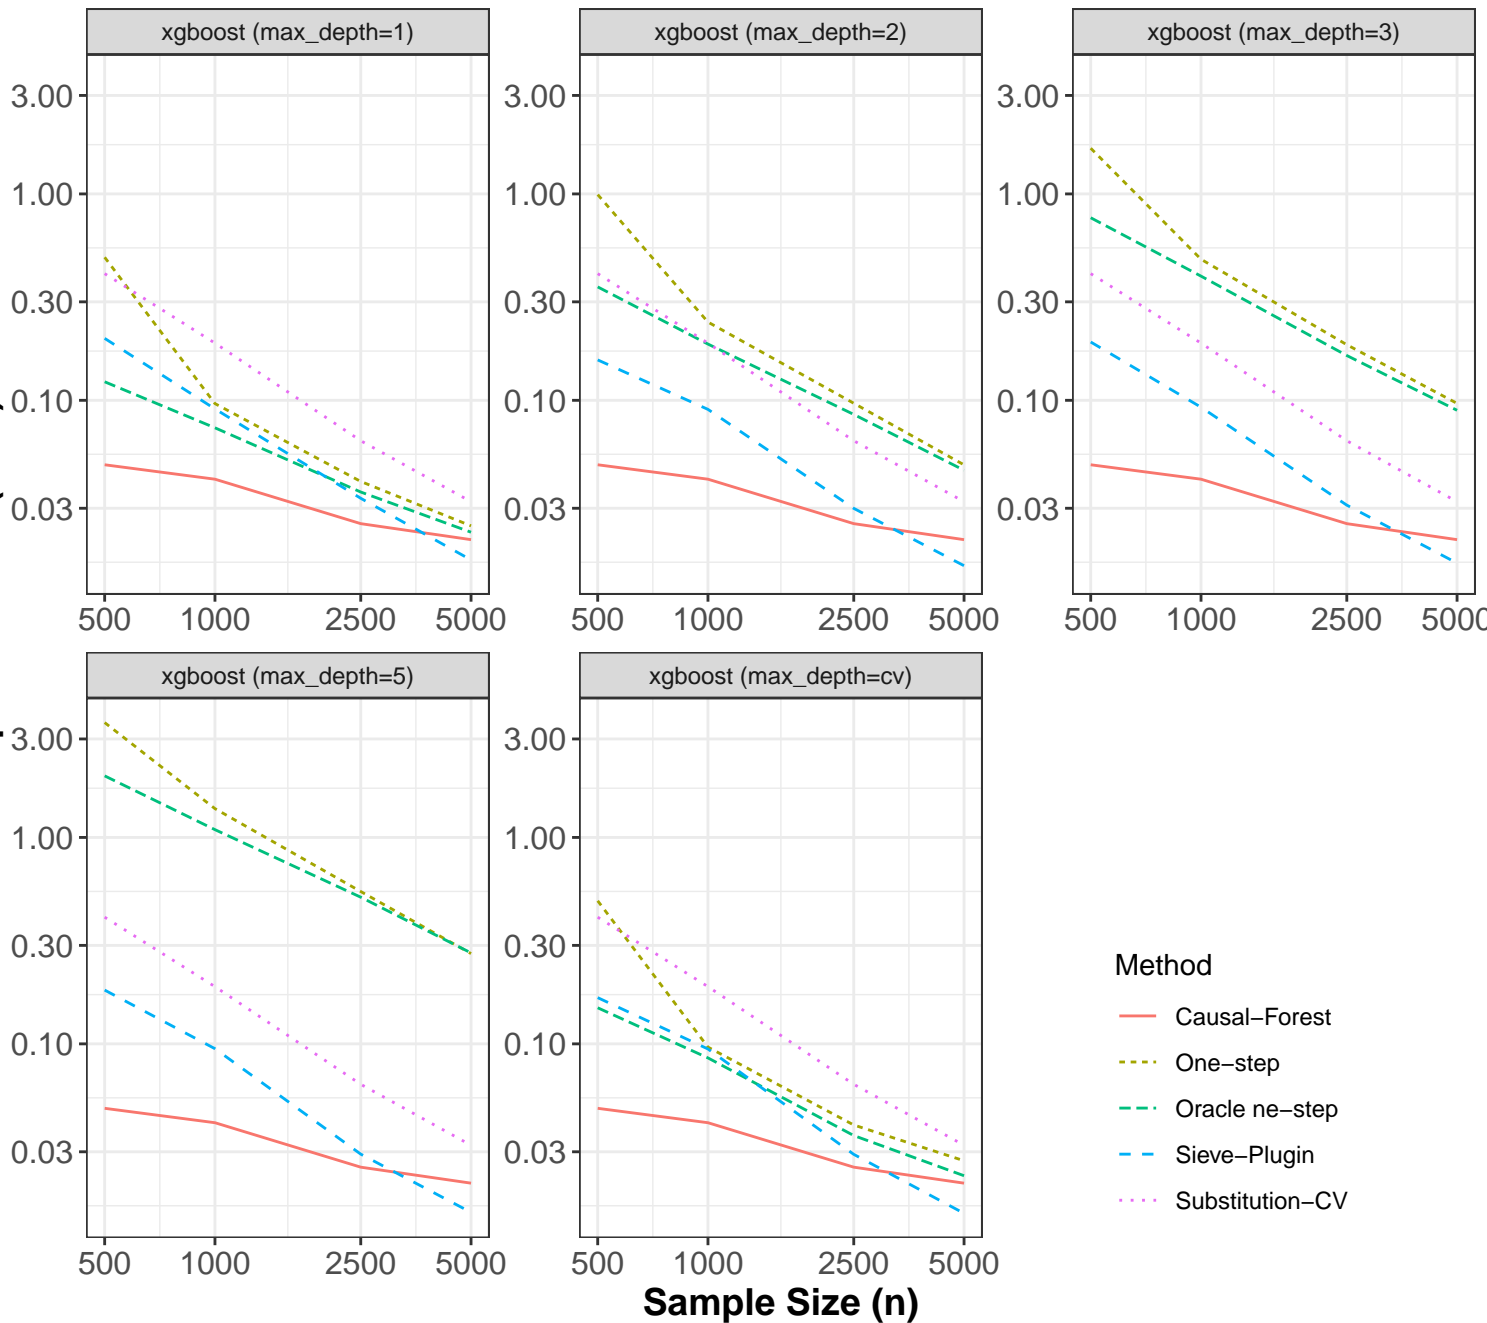 xgboost (max_depth=1)
xgboost (max_depth=2)
xgboost (max_depth=3)
3.00
1.00
0.30
0.10
0.03
3.00
1.00
0.30
0.10
0.03
3.00
1.00
0.30
0.10
0.03
500 1000 2500 5000
500 1000 2500 5000
500 1000 2500 5000
xgboost (max_depth=5)
xgboost (max_depth=cv)
3.00
1.00
0.30
0.10
0.03
3.00
1.00
0.30
0.10
0.03
500 1000 2500 5000
500 1000 2500 5000
Sample Size (n)
Method
Causal−Forest
One−step
Oracle ne−step
Sieve−Plugin
Substitution−CV